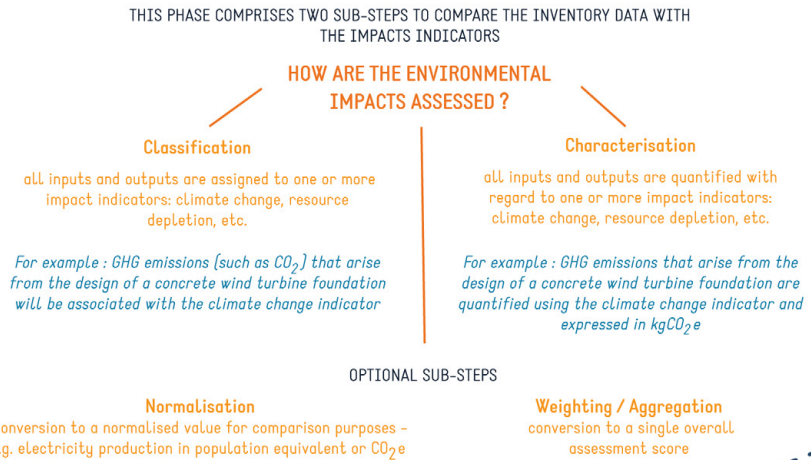 THIS PHASE COMPRISES TWO SUB-STEPS TO COMPARE THE INVENTORY DATA WITH
THE IMPACTS INDICATORS
HOW ARE THE ENVIRONMENTAL
IMPACTS ASSESSED ?
Classification
all inputs and outputs are assigned to one or more
impact indicators: climate change, resource
depletion, etc.
For example : GHG emissions (such as CO₂) that arise
from the design of a concrete wind turbine foundation
will be associated with the climate change indicator
Characterisation
all inputs and outputs are quantified with
regard to one or more impact indicators:
climate change, resource depletion, etc.
For example : GHG emissions that arise from the
design of a concrete wind turbine foundation are
quantified using the climate change indicator and
expressed in kgCO₂e
OPTIONAL SUB-STEPS
Normalisation
onversion to a normalised value for comparison purposes –
.g. electricity production in population equivalent or CO₂e
Weighting / Aggregation
conversion to a single overall
assessment score